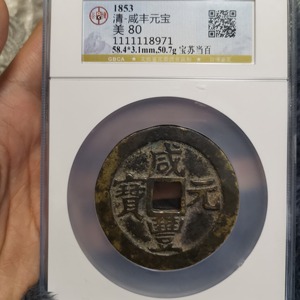 1853
清·咸丰元宝
美 80
1111118971
58.4*3.1mm,50.7g 宝苏当百
GBCA
咸
豐
元
寶